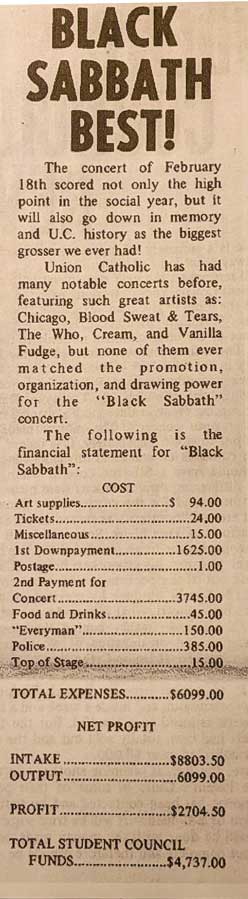 BLACK
SABBATH
BEST!
The concert of February
18th scored not only the high
point in the social year, but it
will also go down in memory
and U.C. history as the biggest
grosser we ever had!
Union Catholic has had
many notable concerts before,
featuring such great artists as:
Chicago, Blood Sweat & Tears,
The Who, Cream, and Vanilla
Fudge, but none of them ever
matched the promotion,
organization, and drawing power
for the "Black Sabbath"
concert.
The following is the
financial statement for "Black
Sabbath":
COST
Art supplies......................$ 94.00
Tickets................................24.00
Miscellaneous......................15.00
1st Downpayment..............1625.00
Postage.................................1.00
2nd Payment for
Concert............................3745.00
Food and Drinks..................45.00
"Everyman"......................150.00
Police................................385.00
Top of Stage.......................15.00
TOTAL EXPENSES...........$6099.00
NET PROFIT
INTAKE...........................$8803.50
OUTPUT............................6099.00
PROFIT............................$2704.50
TOTAL STUDENT COUNCIL
FUNDS.......................$4,737.00